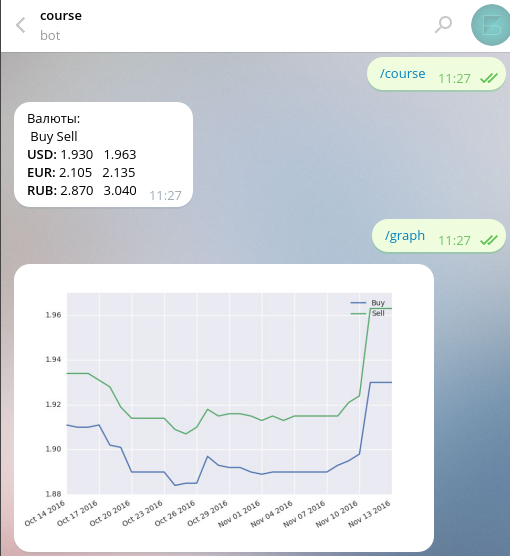 course
bot
/course 11:27
Валюты:
Buy Sell
USD: 1.930 1.963
EUR: 2.105 2.135
RUB: 2.870 3.040 11:27
/graph 11:27
Buy
Sell
1.96
1.94
1.92
1.90
1.88
Oct 14 2016
Oct 17 2016
Oct 20 2016
Oct 23 2016
Oct 26 2016
Oct 29 2016
Nov 01 2016
Nov 04 2016
Nov 07 2016
Nov 10 2016
Nov 13 2016